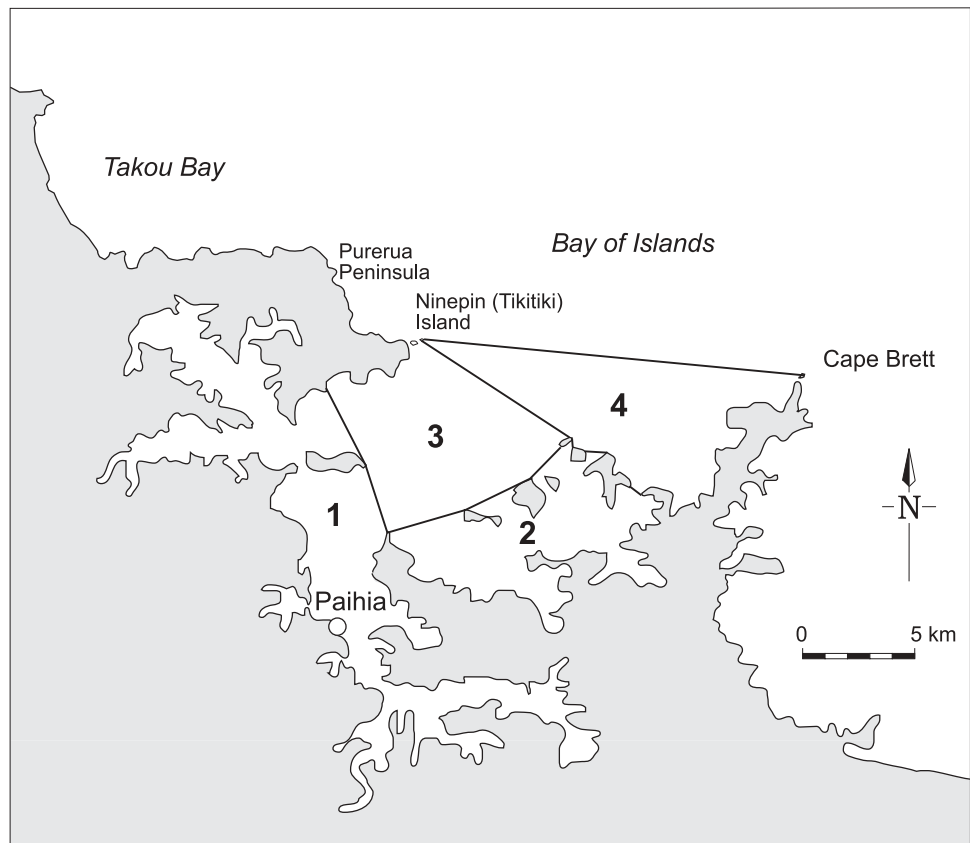 Takou Bay
Bay of Islands
Purerua
Peninsula
Ninepin (Tikitiki)
Island
Cape Brett
4
3
1
2
N
Paihia
0 5 km